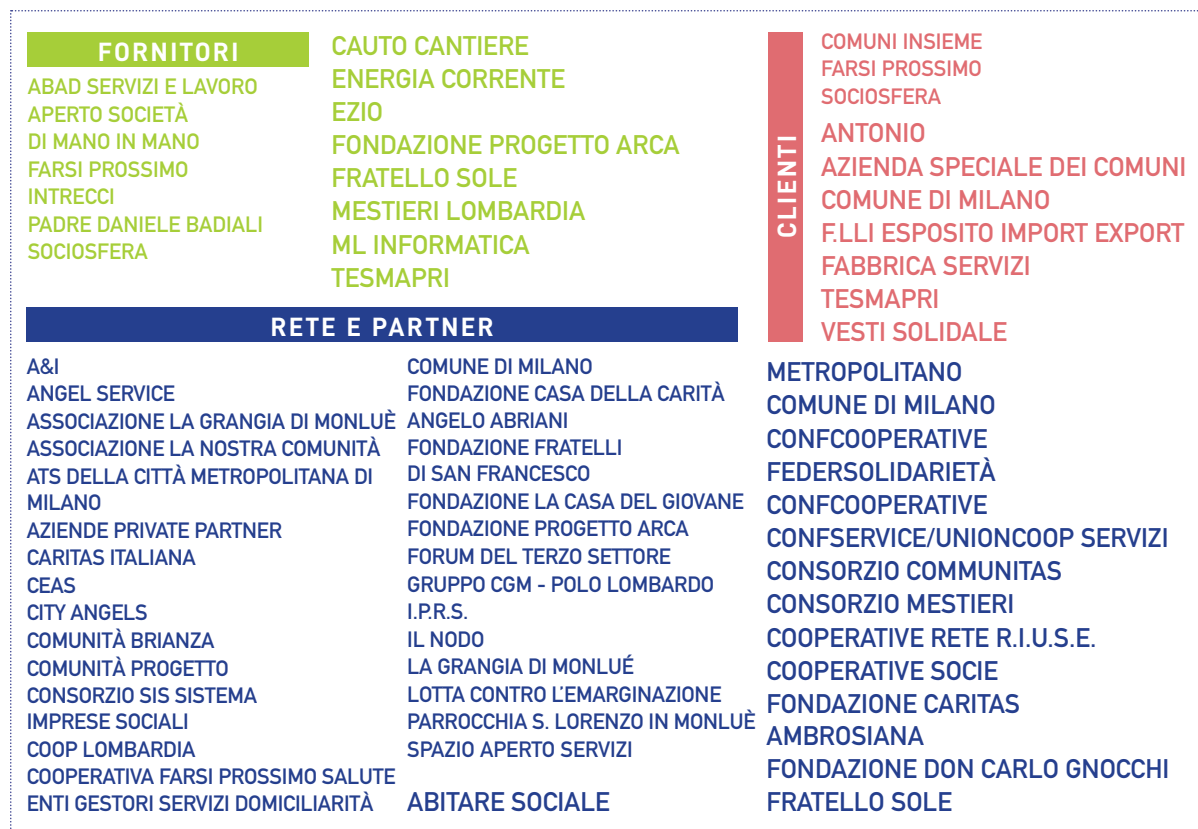 FORNITORI
ABAD SERVIZI E LAVORO
APERTO SOCIETÀ
DI MANO IN MANO
FARSI PROSSIMO
INTRECCI
PADRE DANIELE BADIALI
SOCIOSFERA
CAUTO CANTIERE
ENERGIA CORRENTE
EZIO
FONDAZIONE PROGETTO ARCA
FRATELLO SOLE
MESTIERI LOMBARDIA
ML INFORMATICA
TESMAPRI
CLIENTI
COMUNI INSIEME
FARSI PROSSIMO
SOCIOSFERA
ANTONIO
AZIENDA SPECIALE DEI COMUNI
COMUNE DI MILANO
F.LLI ESPOSITO IMPORT EXPORT
FABBRICA SERVIZI
TESMAPRI
VESTI SOLIDALE
RETE E PARTNER
A&I
ANGEL SERVICE
ASSOCIAZIONE LA GRANGIA DI MONLUÈ
ASSOCIAZIONE LA NOSTRA COMUNITÀ
ATS DELLA CITTÀ METROPOLITANA DI
MILANO
AZIENDE PRIVATE PARTNER
CARITAS ITALIANA
CEAS
CITY ANGELS
COMUNITÀ BRIANZA
COMUNITÀ PROGETTO
CONSORZIO SIS SISTEMA
IMPRESE SOCIALI
COOP LOMBARDIA
COOPERATIVA FARSI PROSSIMO SALUTE
ENTI GESTORI SERVIZI DOMICILIARITÀ
COMUNE DI MILANO
FONDAZIONE CASA DELLA CARITÀ
ANGELO ABRIANI
FONDAZIONE FRATELLI
DI SAN FRANCESCO
FONDAZIONE LA CASA DEL GIOVANE
FONDAZIONE PROGETTO ARCA
FORUM DEL TERZO SETTORE
GRUPPO CGM - POLO LOMBARDO
I.P.R.S.
IL NODO
LA GRANGIA DI MONLUÉ
LOTTA CONTRO L'EMARGINAZIONE
PARROCCHIA S. LORENZO IN MONLUÈ
SPAZIO APERTO SERVIZI
ABITARE SOCIALE
METROPOLITANO
COMUNE DI MILANO
CONFCOOPERATIVE
FEDERSOLIDARIETÀ
CONFCOOPERATIVE
CONFSERVICE/UNIONCOOP SERVIZI
CONSORZIO COMMUNITAS
CONSORZIO MESTIERI
COOPERATIVE RETE R.I.U.S.E.
COOPERATIVE SOCIE
FONDAZIONE CARITAS
AMBROSIANA
FONDAZIONE DON CARLO GNOCCHI
FRATELLO SOLE